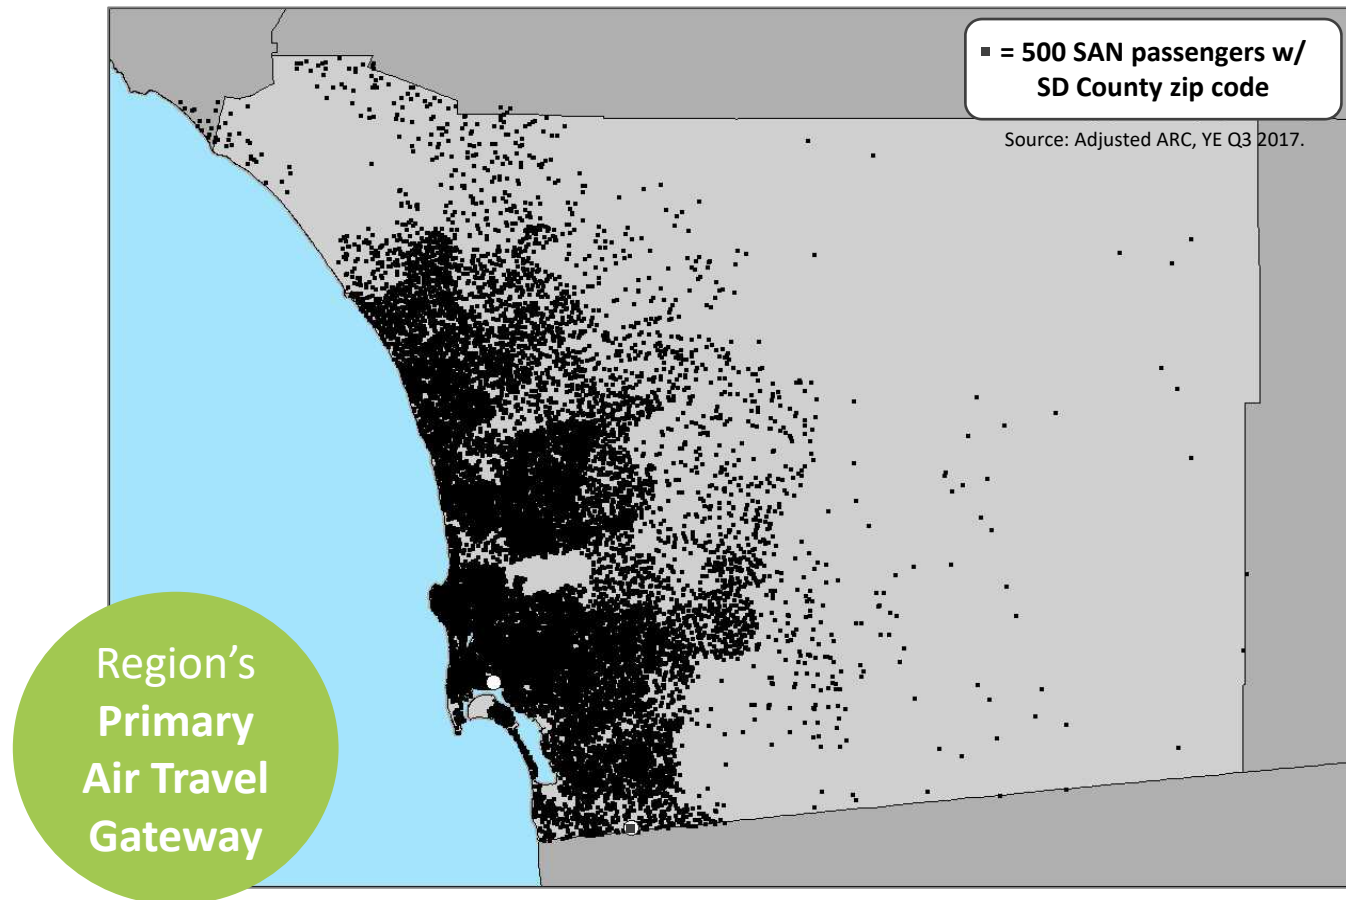 ▪ = 500 SAN passengers w/
SD County zip code
Source: Adjusted ARC, YE Q3 2017.
Region’s
Primary
Air Travel
Gateway